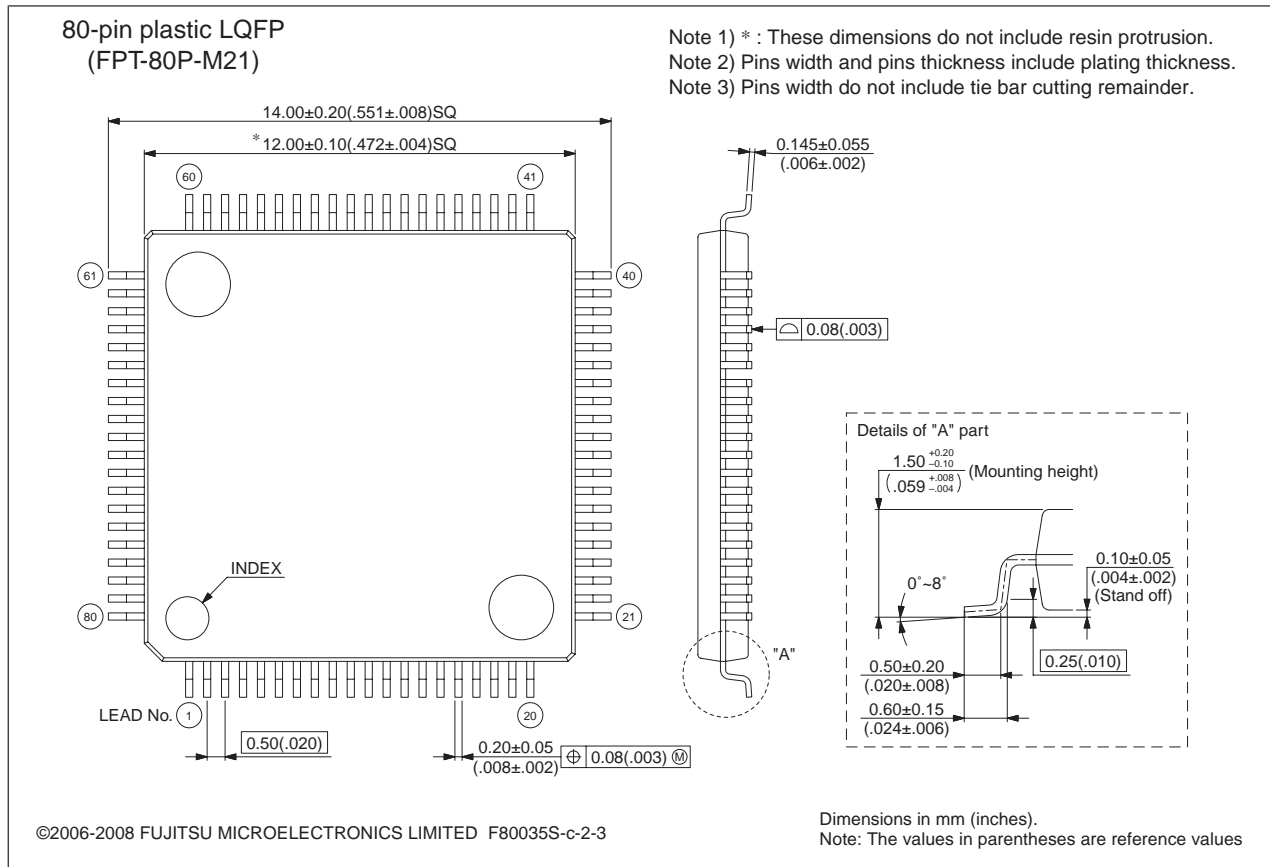 80-pin plastic LQFP
(FPT-80P-M21)
Note 1) * : These dimensions do not include resin protrusion.
Note 2) Pins width and pins thickness include plating thickness.
Note 3) Pins width do not include tie bar cutting remainder.
14.00±0.20(.551±.008)SQ
*12.00±0.10(.472±.004)SQ
0.145±0.055
(.006±.002)
60
41
61
40
0.08(.003)
Details of "A" part
1.50 +0.20 –0.10 (Mounting height)
(.059 +.008 –.004)
0.10±0.05
(.004±.002)
(Stand off)
0°~8°
INDEX
80
21
"A"
0.25(.010)
0.50±0.20
(.020±.008)
0.60±0.15
(.024±.006)
LEAD No. 1
20
0.50(.020)
0.20±0.05
(.008±.002)
⌖ 0.08(.003) Ⓜ
©2006-2008 FUJITSU MICROELECTRONICS LIMITED F80035S-c-2-3
Dimensions in mm (inches).
Note: The values in parentheses are reference values